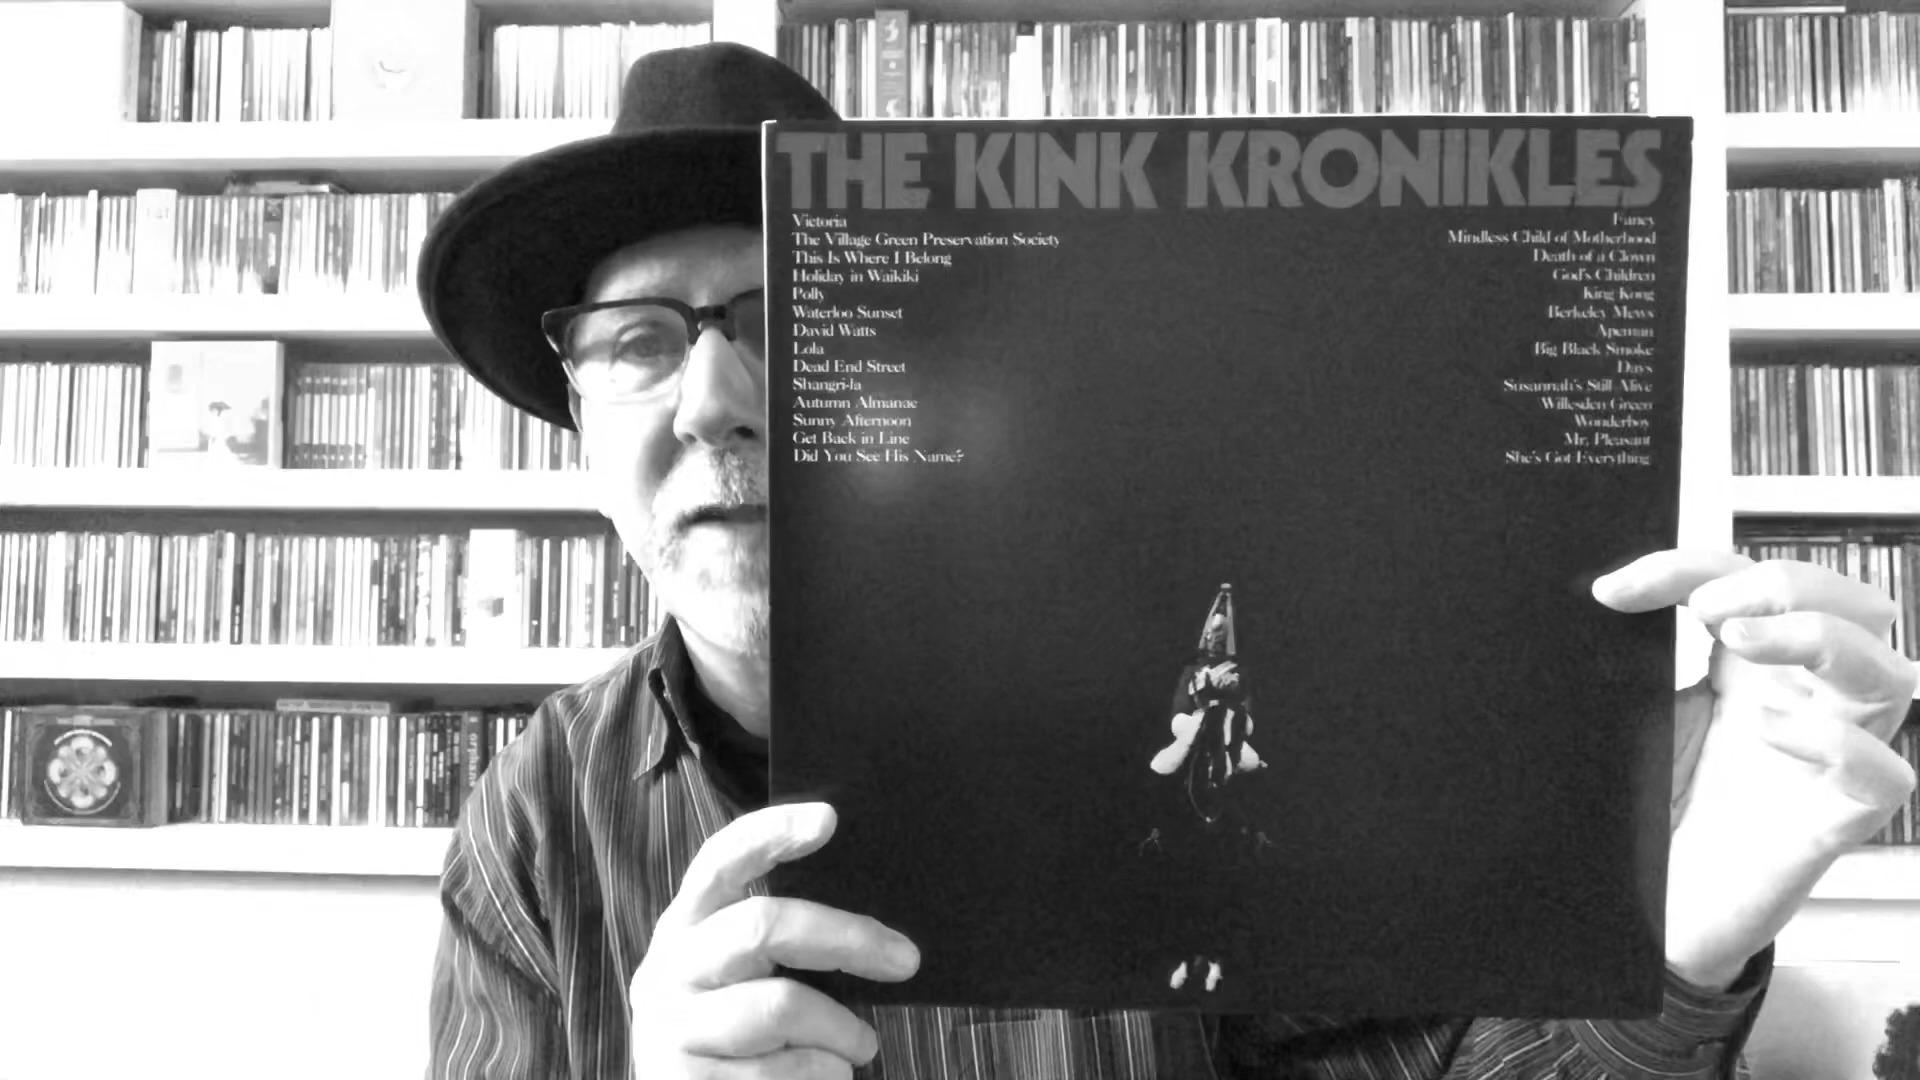 THE KINK KRONIKLES
Victoria
The Village Green Preservation Society
This Is Where I Belong
Holiday in Waikiki
Polly
Waterloo Sunset
David Watts
Lola
Dead End Street
Shangri-la
Autumn Almanac
Sunny Afternoon
Get Back in Line
Did You See His Name?
Fancy
Mindless Child of Motherhood
Death of a Clown
God's Children
King Kong
Berkeley Mews
Apeman
Big Black Smoke
Days
Susannah's Still Alive
Willesden Green
Wonderboy
Mr. Pleasant
She's Got Everything
orphans